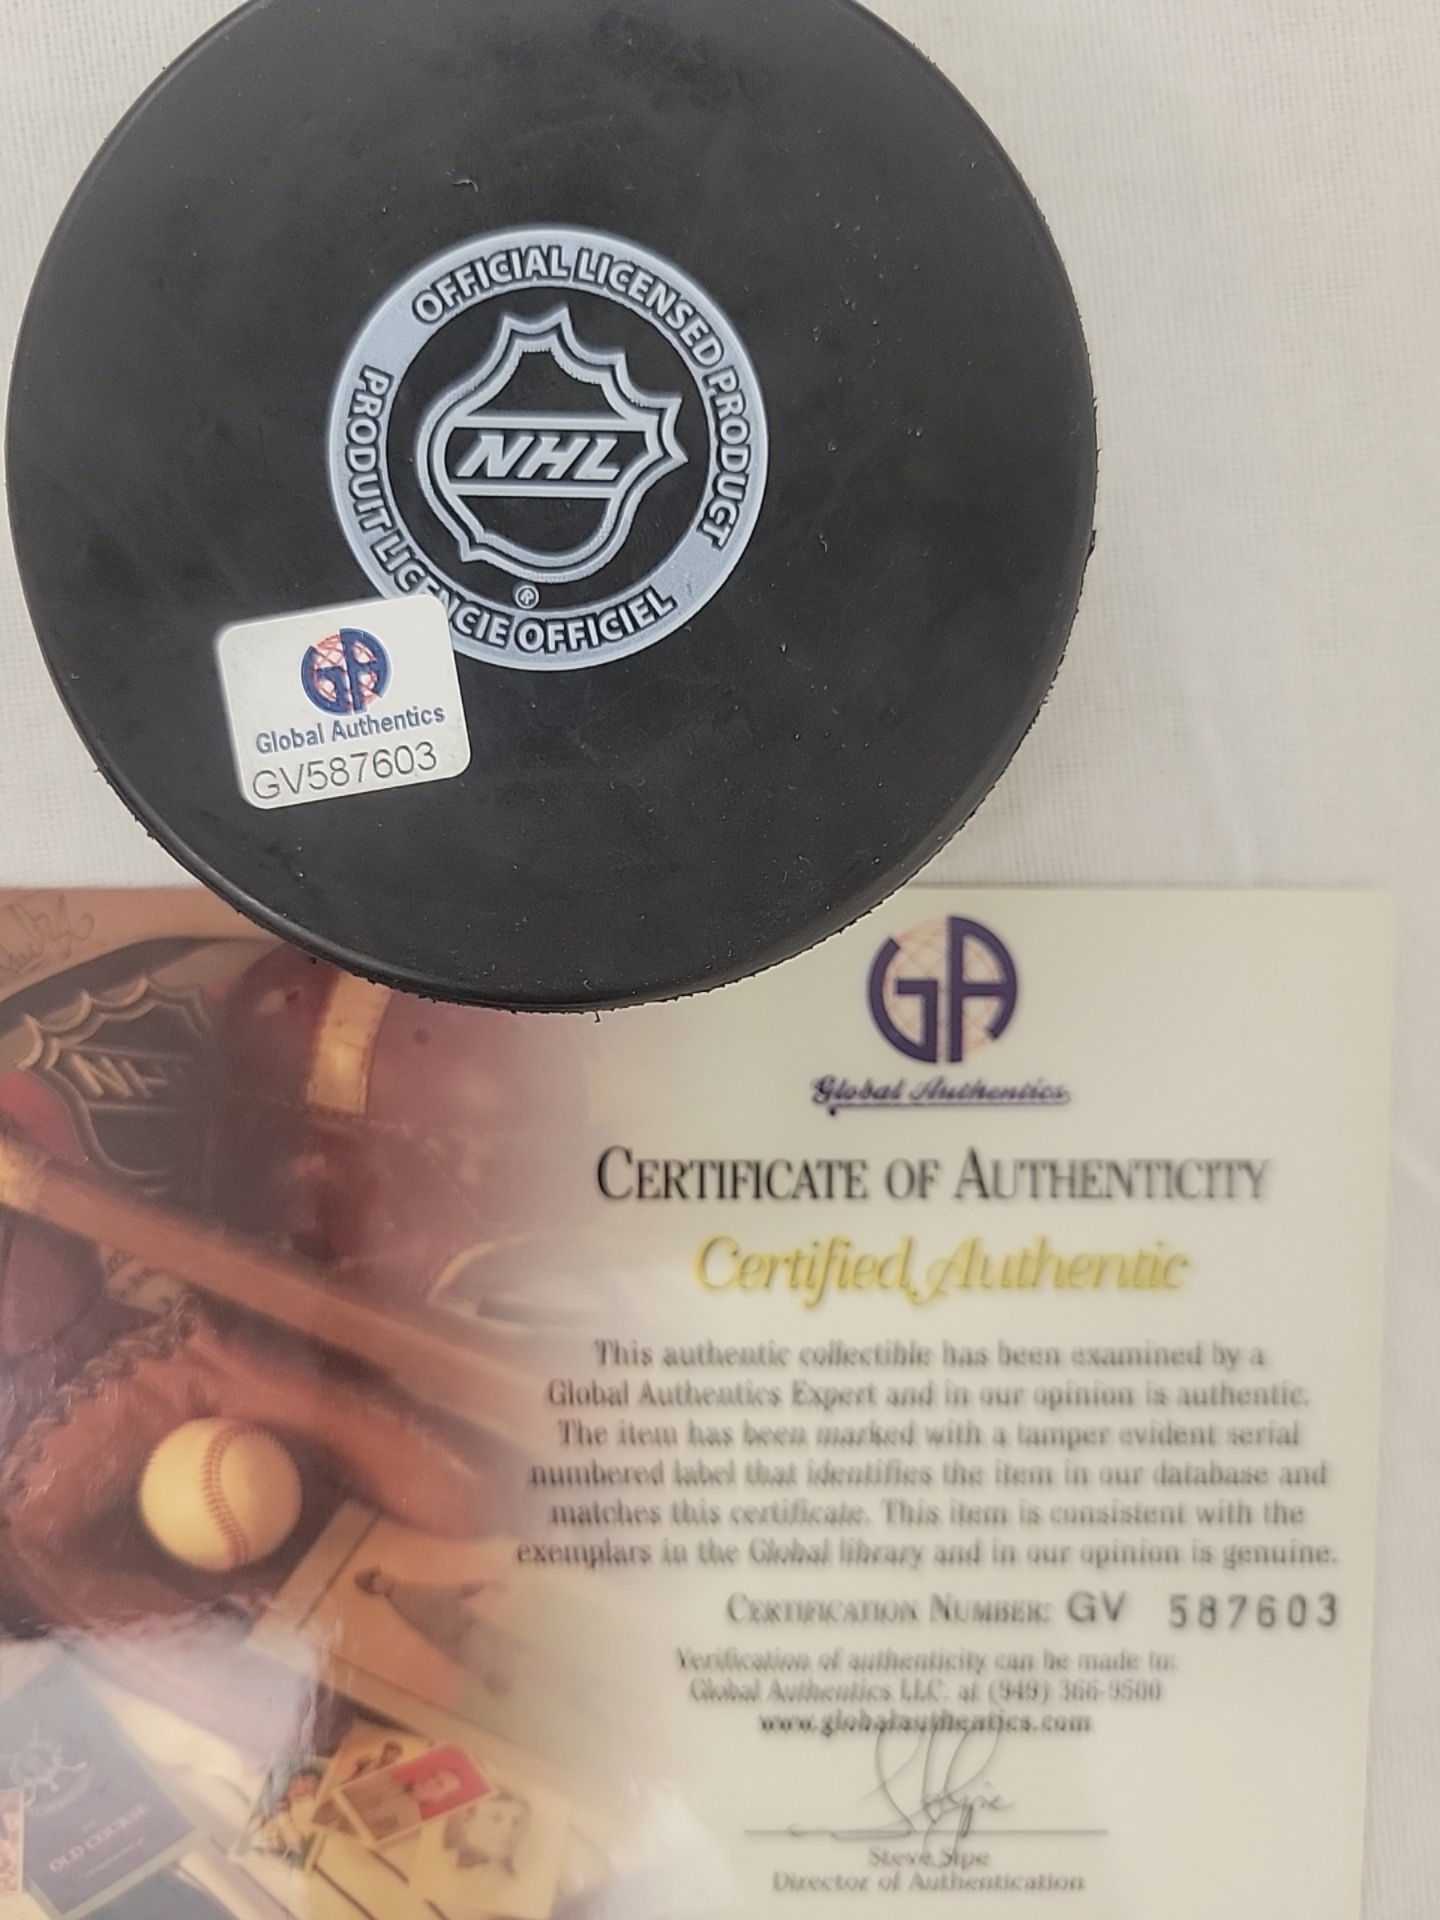 OFFICIAL LICENSED PRODUCT
NHL
®
PRODUIT LICENCIE OFFICIEL
GA
Global Authentics
GV587603
NH
GA
Global Authentics
CERTIFICATE OF AUTHENTICITY
Certified Authentic
This authentic collectible has been examined by a
Global Authentics Expert and in our opinion is authentic.
The item has been marked with a tamper evident serial
numbered label that identifies the item in our database and
matches this certificate. This item is consistent with the
exemplars in the Global library and in our opinion is genuine.
CERTIFICATION NUMBER: GV 587603
Verification of authenticity can be made to:
Global Authentics LLC. at (949) 366-9500
www.globalauthentics.com
Steve Sipe
Director of Authentication
OLD COURSE